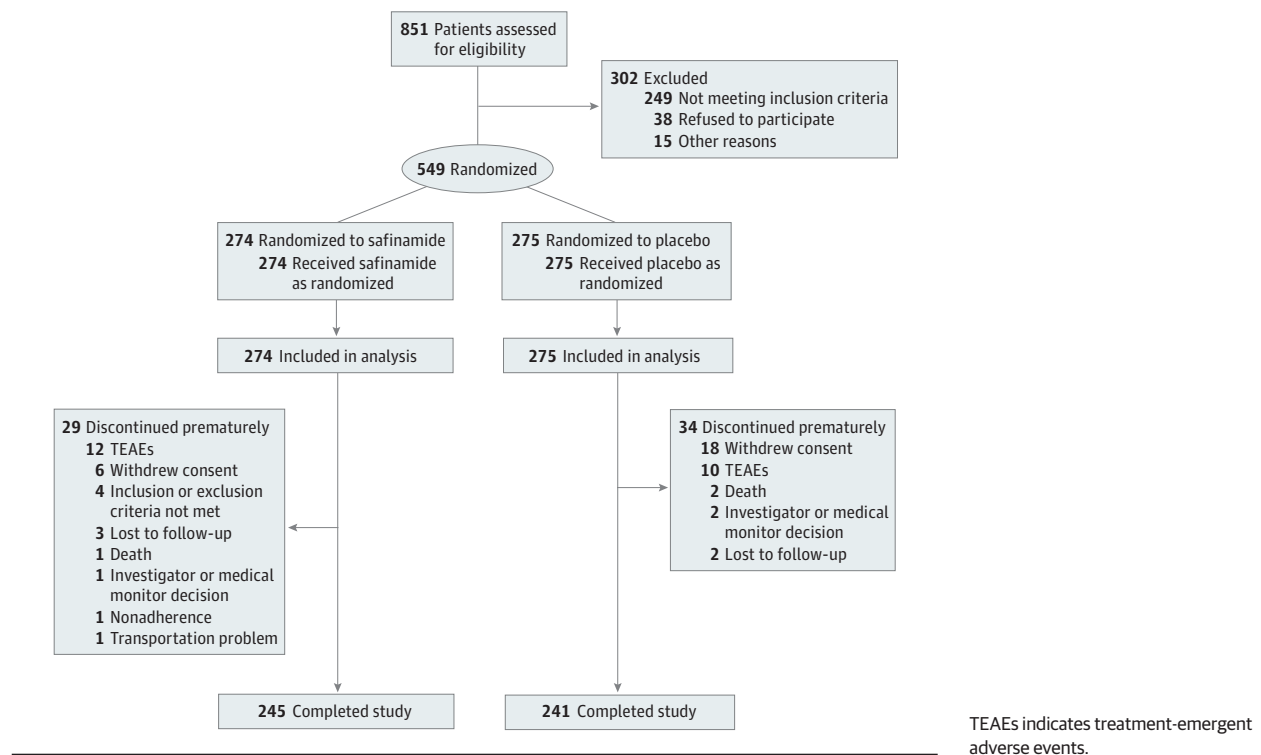 851 Patients assessed
for eligibility
302 Excluded
249 Not meeting inclusion criteria
38 Refused to participate
15 Other reasons
549 Randomized
274 Randomized to safinamide
274 Received safinamide
as randomized
275 Randomized to placebo
275 Received placebo as
randomized
274 Included in analysis
275 Included in analysis
29 Discontinued prematurely
12 TEAEs
6 Withdrew consent
4 Inclusion or exclusion
criteria not met
3 Lost to follow-up
1 Death
1 Investigator or medical
monitor decision
1 Nonadherence
1 Transportation problem
34 Discontinued prematurely
18 Withdrew consent
10 TEAEs
2 Death
2 Investigator or medical
monitor decision
2 Lost to follow-up
245 Completed study
241 Completed study
TEAEs indicates treatment-emergent
adverse events.